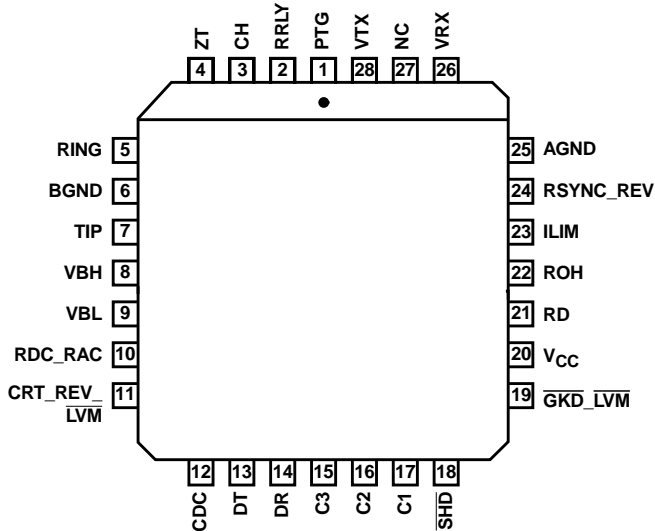 ZT
CH
RRLY
PTG
VTX
NC
VRX
4
3
2
1
28
27
26
RING 5
BGND 6
TIP 7
VBH 8
VBL 9
RDC_RAC 10
CRT_REV_ 11
LVM
25 AGND
24 RSYNC_REV
23 ILIM
22 ROH
21 RD
20 VCC
19 GKD_LVM
12
13
14
15
16
17
18
CDC
DT
DR
C3
C2
C1
SHD